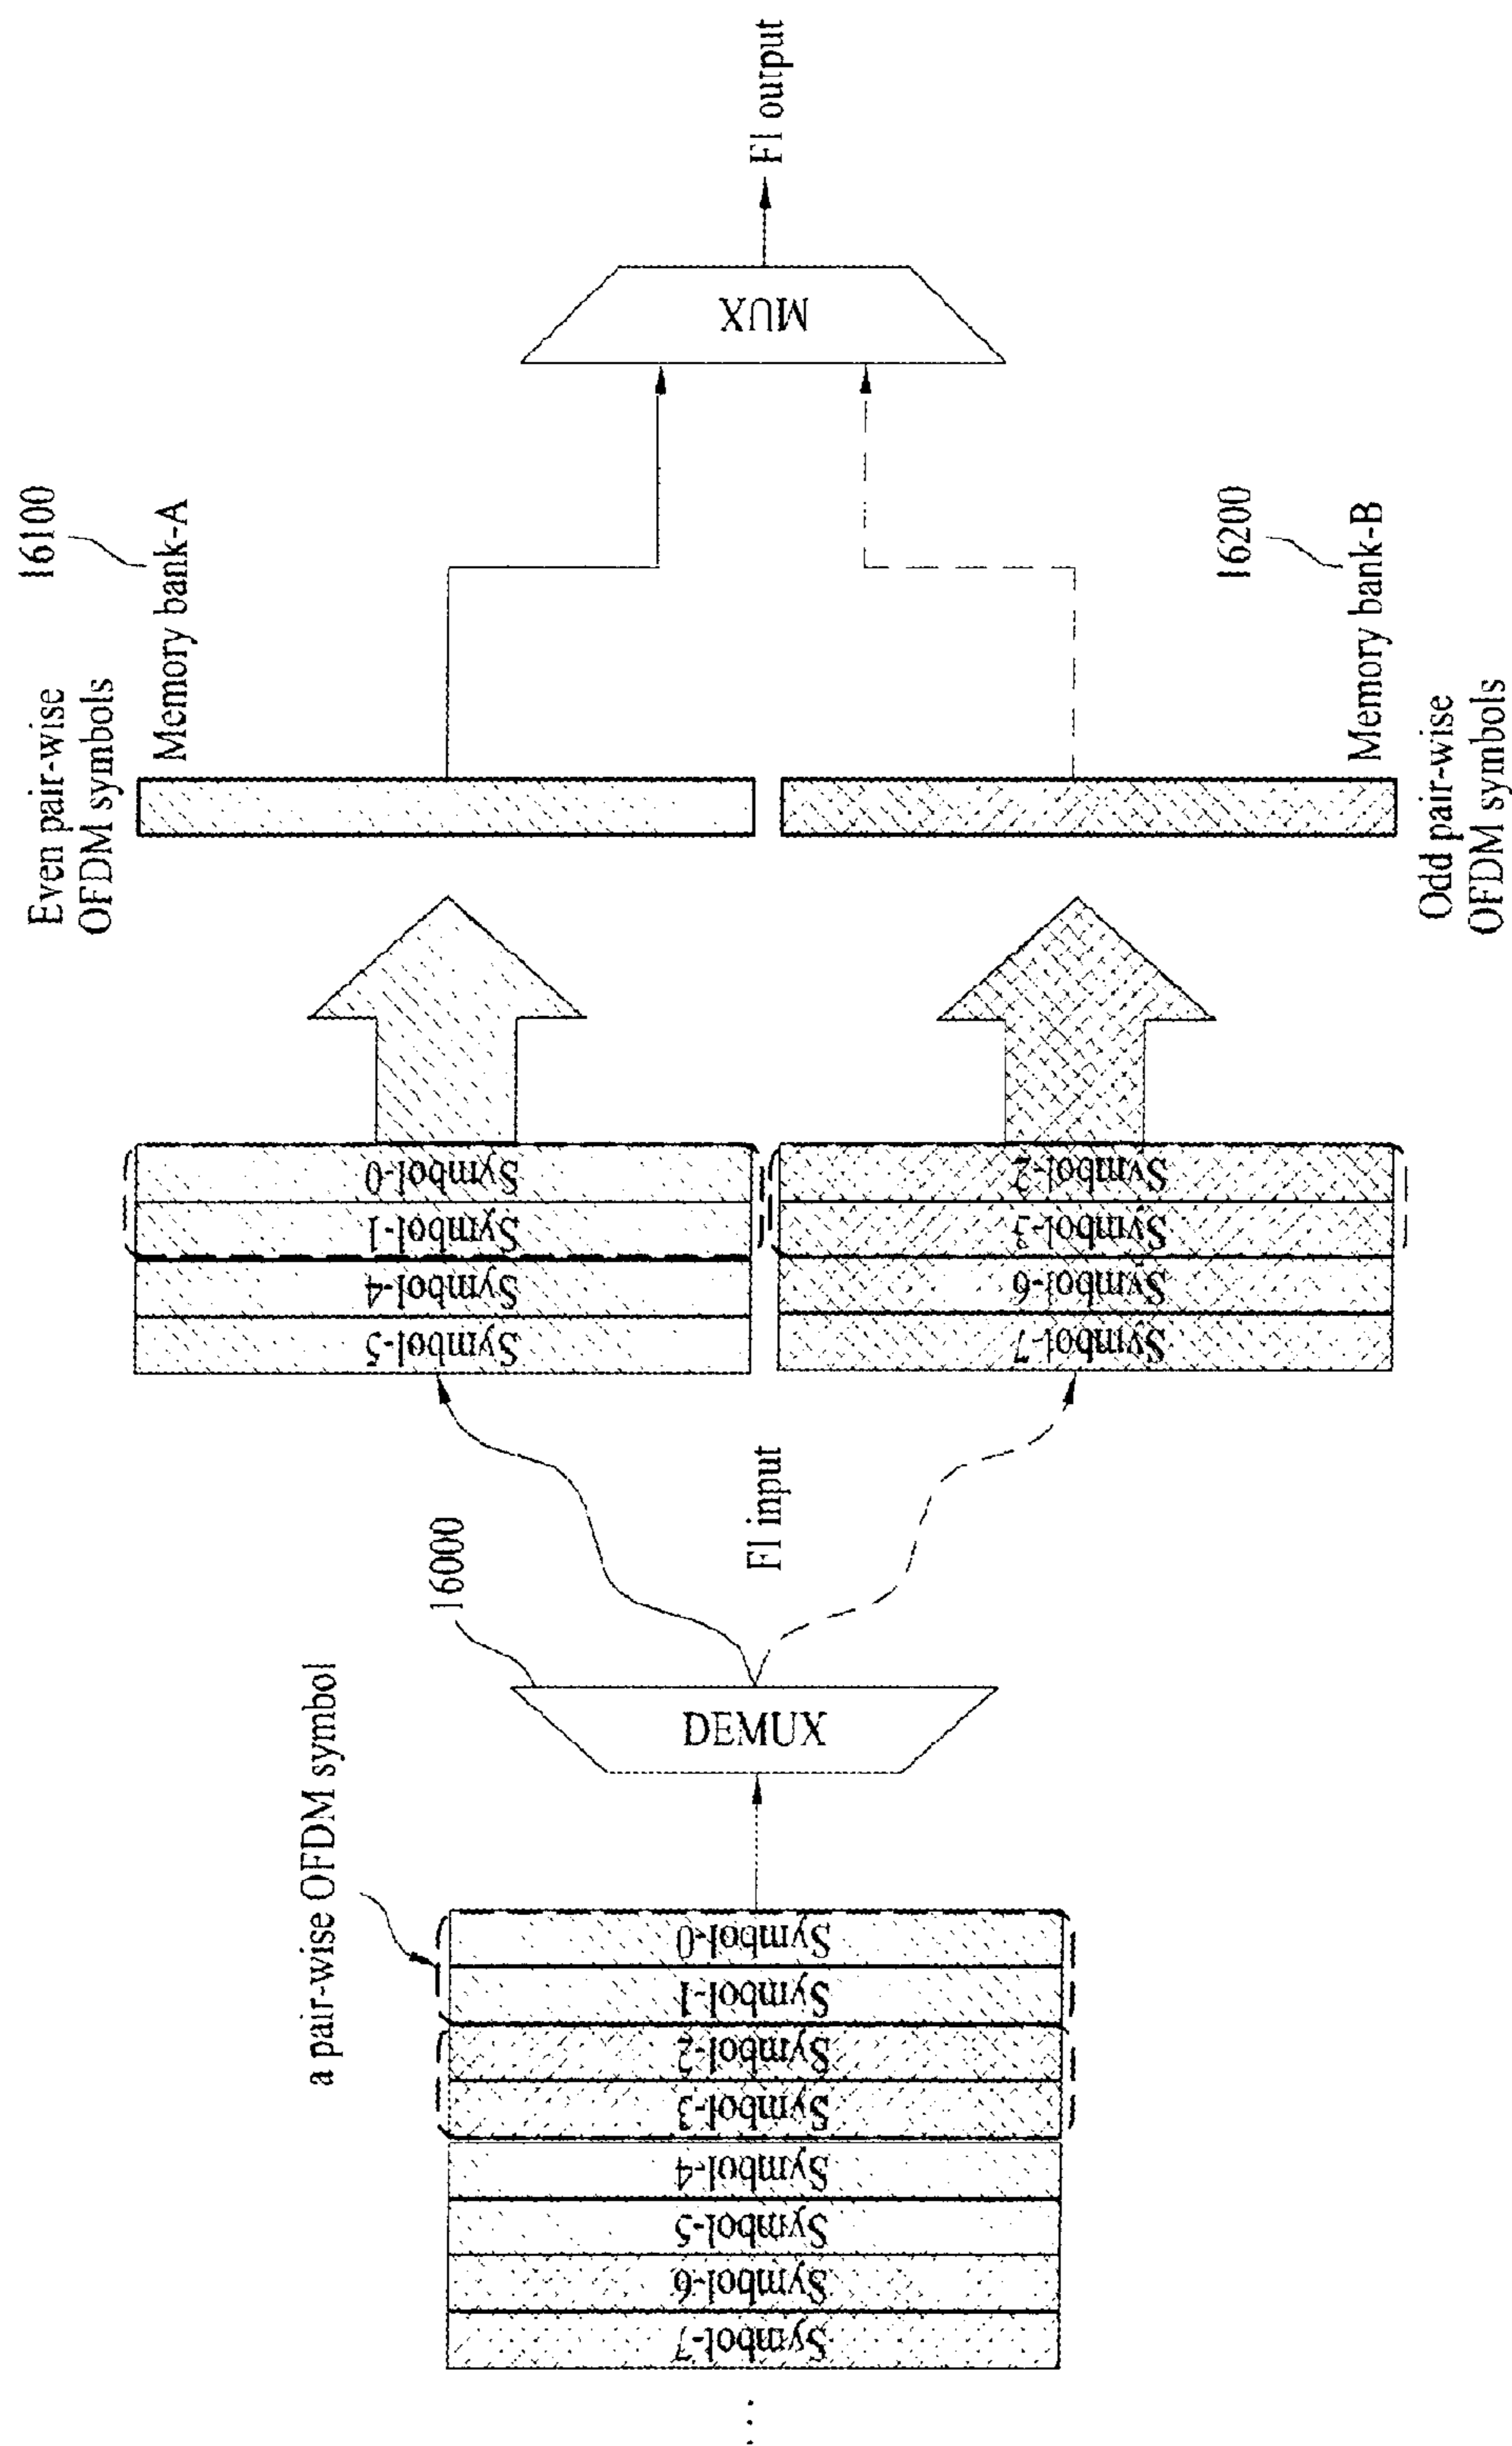 a pair-wise OFDM symbol
Symbol-7
Symbol-6
Symbol-5
Symbol-4
Symbol-3
Symbol-2
Symbol-1
Symbol-0
...
16000
DEMUX
FI input
Symbol-5
Symbol-4
Symbol-1
Symbol-0
Symbol-7
Symbol-6
Symbol-3
Symbol-2
Even pair-wise
OFDM symbols
16100
Memory bank-A
16200
Memory bank-B
Odd pair-wise
OFDM symbols
MUX
FI output